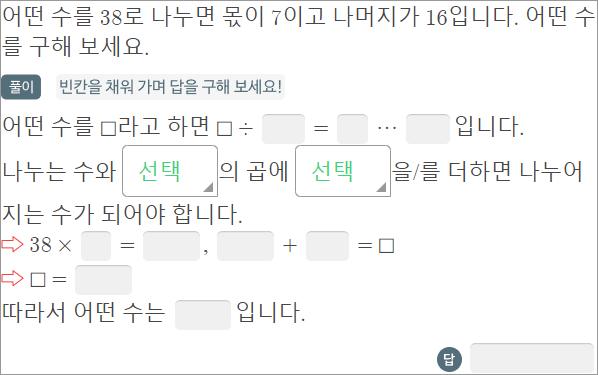 어떤 수를 38로 나누면 몫이 7이고 나머지가 16입니다. 어떤 수
를 구해 보세요.
풀이 빈칸을 채워 가며 답을 구해 보세요!
어떤 수를 □라고 하면 □ ÷ = ⋯ 입니다.
나누는 수와 선택 의 곱에 선택 을/를 더하면 나누어
지는 수가 되어야 합니다.
⇨ 38 × = , + = □
⇨ □ =
따라서 어떤 수는 입니다.
답